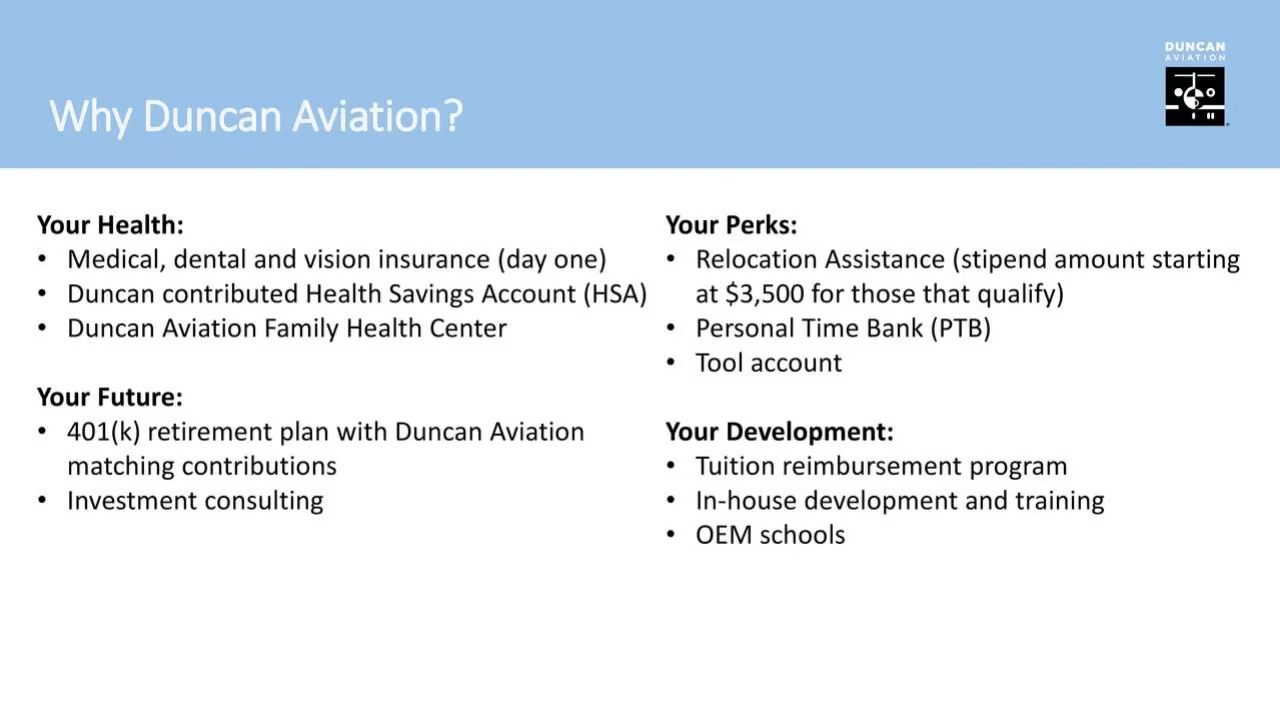 DUNCAN
AVIATION
Why Duncan Aviation?
Your Health:
• Medical, dental and vision insurance (day one)
• Duncan contributed Health Savings Account (HSA)
• Duncan Aviation Family Health Center
Your Future:
• 401(k) retirement plan with Duncan Aviation
matching contributions
• Investment consulting
Your Perks:
• Relocation Assistance (stipend amount starting
at $3,500 for those that qualify)
• Personal Time Bank (PTB)
• Tool account
Your Development:
• Tuition reimbursement program
• In-house development and training
• OEM schools